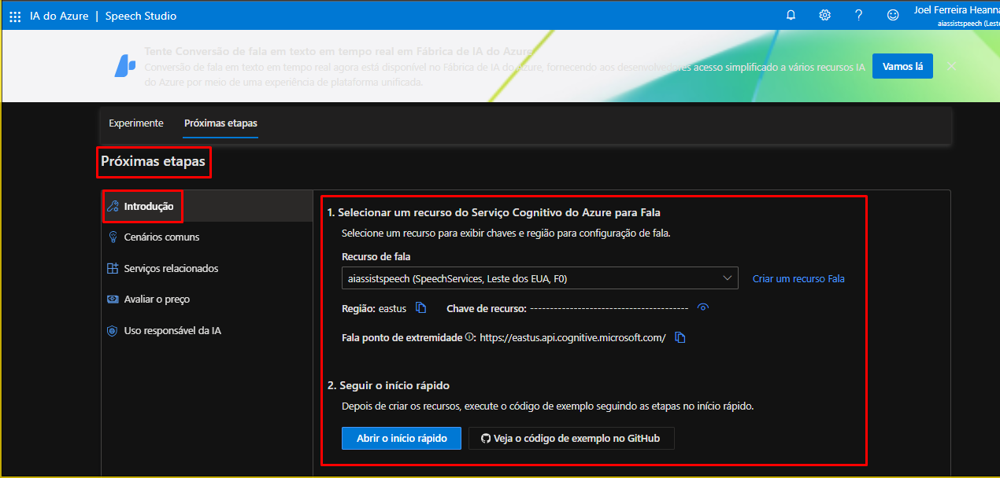 IA do Azure | Speech Studio
Joel Ferreira Heanna
aiassistspeech (Leste
Tente Conversão de fala em texto em tempo real em Fábrica de IA do Azure
Conversão de fala em texto em tempo real agora está disponível no Fábrica de IA do Azure, fornecendo aos desenvolvedores acesso simplificado a vários recursos IA
do Azure por meio de uma experiência de plataforma unificada.
Vamos lá
Experimente
Próximas etapas
Próximas etapas
Introdução
Cenários comuns
Serviços relacionados
Avaliar o preço
Uso responsável da IA
1. Selecionar um recurso do Serviço Cognitivo do Azure para Fala
Selecione um recurso para exibir chaves e região para configuração de fala.
Recurso de fala
aiassistspeech (SpeechServices, Leste dos EUA, F0)
Criar um recurso Fala
Região: eastus
Chave de recurso: ----------------------------------------
Fala ponto de extremidade: https://eastus.api.cognitive.microsoft.com/
2. Seguir o início rápido
Depois de criar os recursos, execute o código de exemplo seguindo as etapas no início rápido.
Abrir o início rápido
Veja o código de exemplo no GitHub